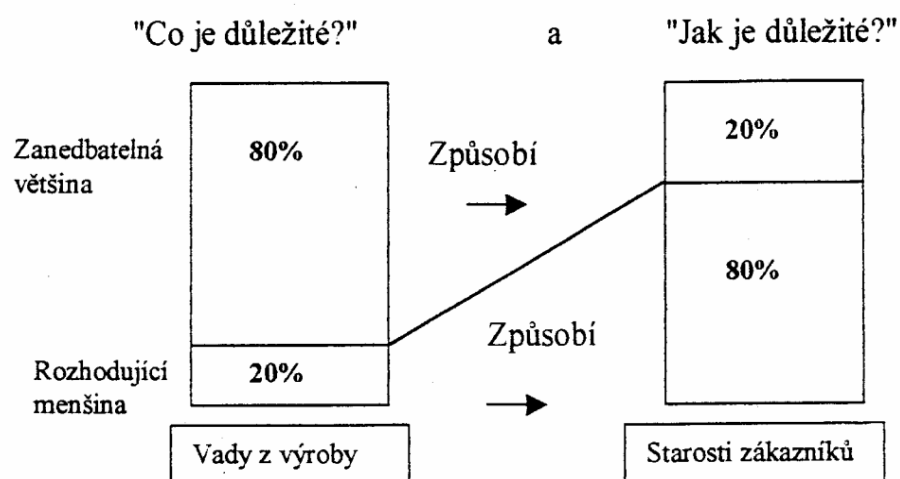 "Co je důležité?" a "Jak je důležité?"
Zanedbatelná
většina
80%
Způsobí
20%
80%
Způsobí
Rozhodující
menšina
20%
Vady z výroby
Starosti zákazníků